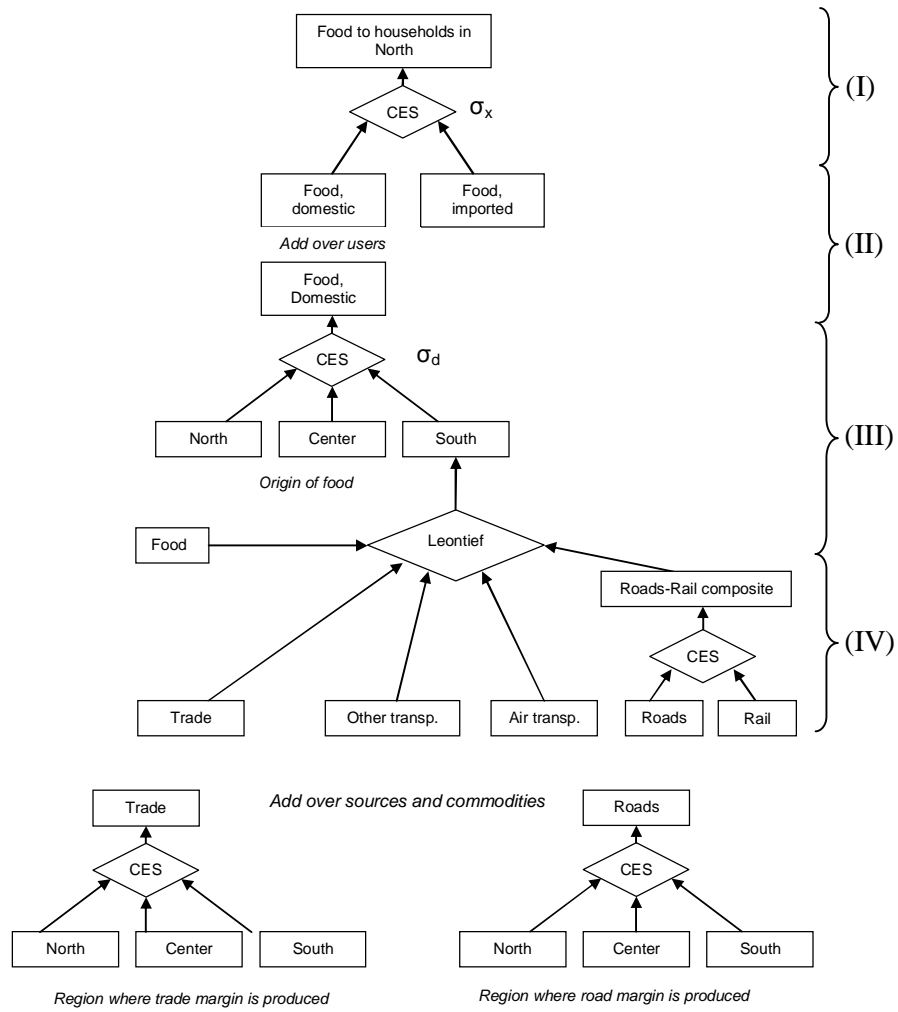 Food to households in
North
(I)
CES
σx
Food,
domestic
Food,
imported
Add over users
(II)
Food,
Domestic
CES
σd
North
Center
South
(III)
Origin of food
Food
Leontief
Roads-Rail composite
CES
(IV)
Trade
Other transp.
Air transp.
Roads
Rail
Add over sources and commodities
Trade
CES
North
Center
South
Region where trade margin is produced
Roads
CES
North
Center
South
Region where road margin is produced